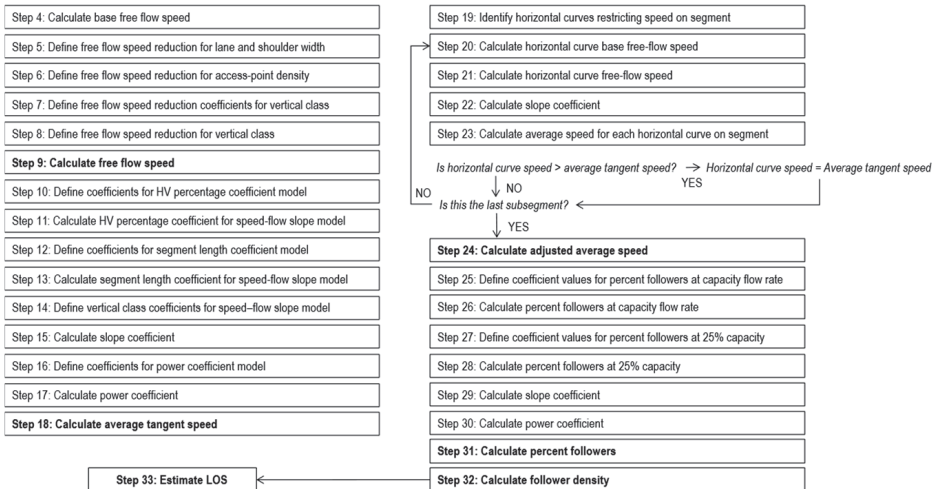 Step 4: Calculate base free flow speed
Step 5: Define free flow speed reduction for lane and shoulder width
Step 6: Define free flow speed reduction for access-point density
Step 7: Define free flow speed reduction coefficients for vertical class
Step 8: Define free flow speed reduction for vertical class
Step 9: Calculate free flow speed
Step 10: Define coefficients for HV percentage coefficient model
Step 11: Calculate HV percentage coefficient for speed-flow slope model
Step 12: Define coefficients for segment length coefficient model
Step 13: Calculate segment length coefficient for speed-flow slope model
Step 14: Define vertical class coefficients for speed–flow slope model
Step 15: Calculate slope coefficient
Step 16: Define coefficients for power coefficient model
Step 17: Calculate power coefficient
Step 18: Calculate average tangent speed
Step 19: Identify horizontal curves restricting speed on segment
Step 20: Calculate horizontal curve base free-flow speed
Step 21: Calculate horizontal curve free-flow speed
Step 22: Calculate slope coefficient
Step 23: Calculate average speed for each horizontal curve on segment
Is horizontal curve speed > average tangent speed?
YES
Horizontal curve speed = Average tangent speed
NO
Is this the last subsegment?
NO
YES
Step 24: Calculate adjusted average speed
Step 25: Define coefficient values for percent followers at capacity flow rate
Step 26: Calculate percent followers at capacity flow rate
Step 27: Define coefficient values for percent followers at 25% capacity
Step 28: Calculate percent followers at 25% capacity
Step 29: Calculate slope coefficient
Step 30: Calculate power coefficient
Step 31: Calculate percent followers
Step 32: Calculate follower density
Step 33: Estimate LOS